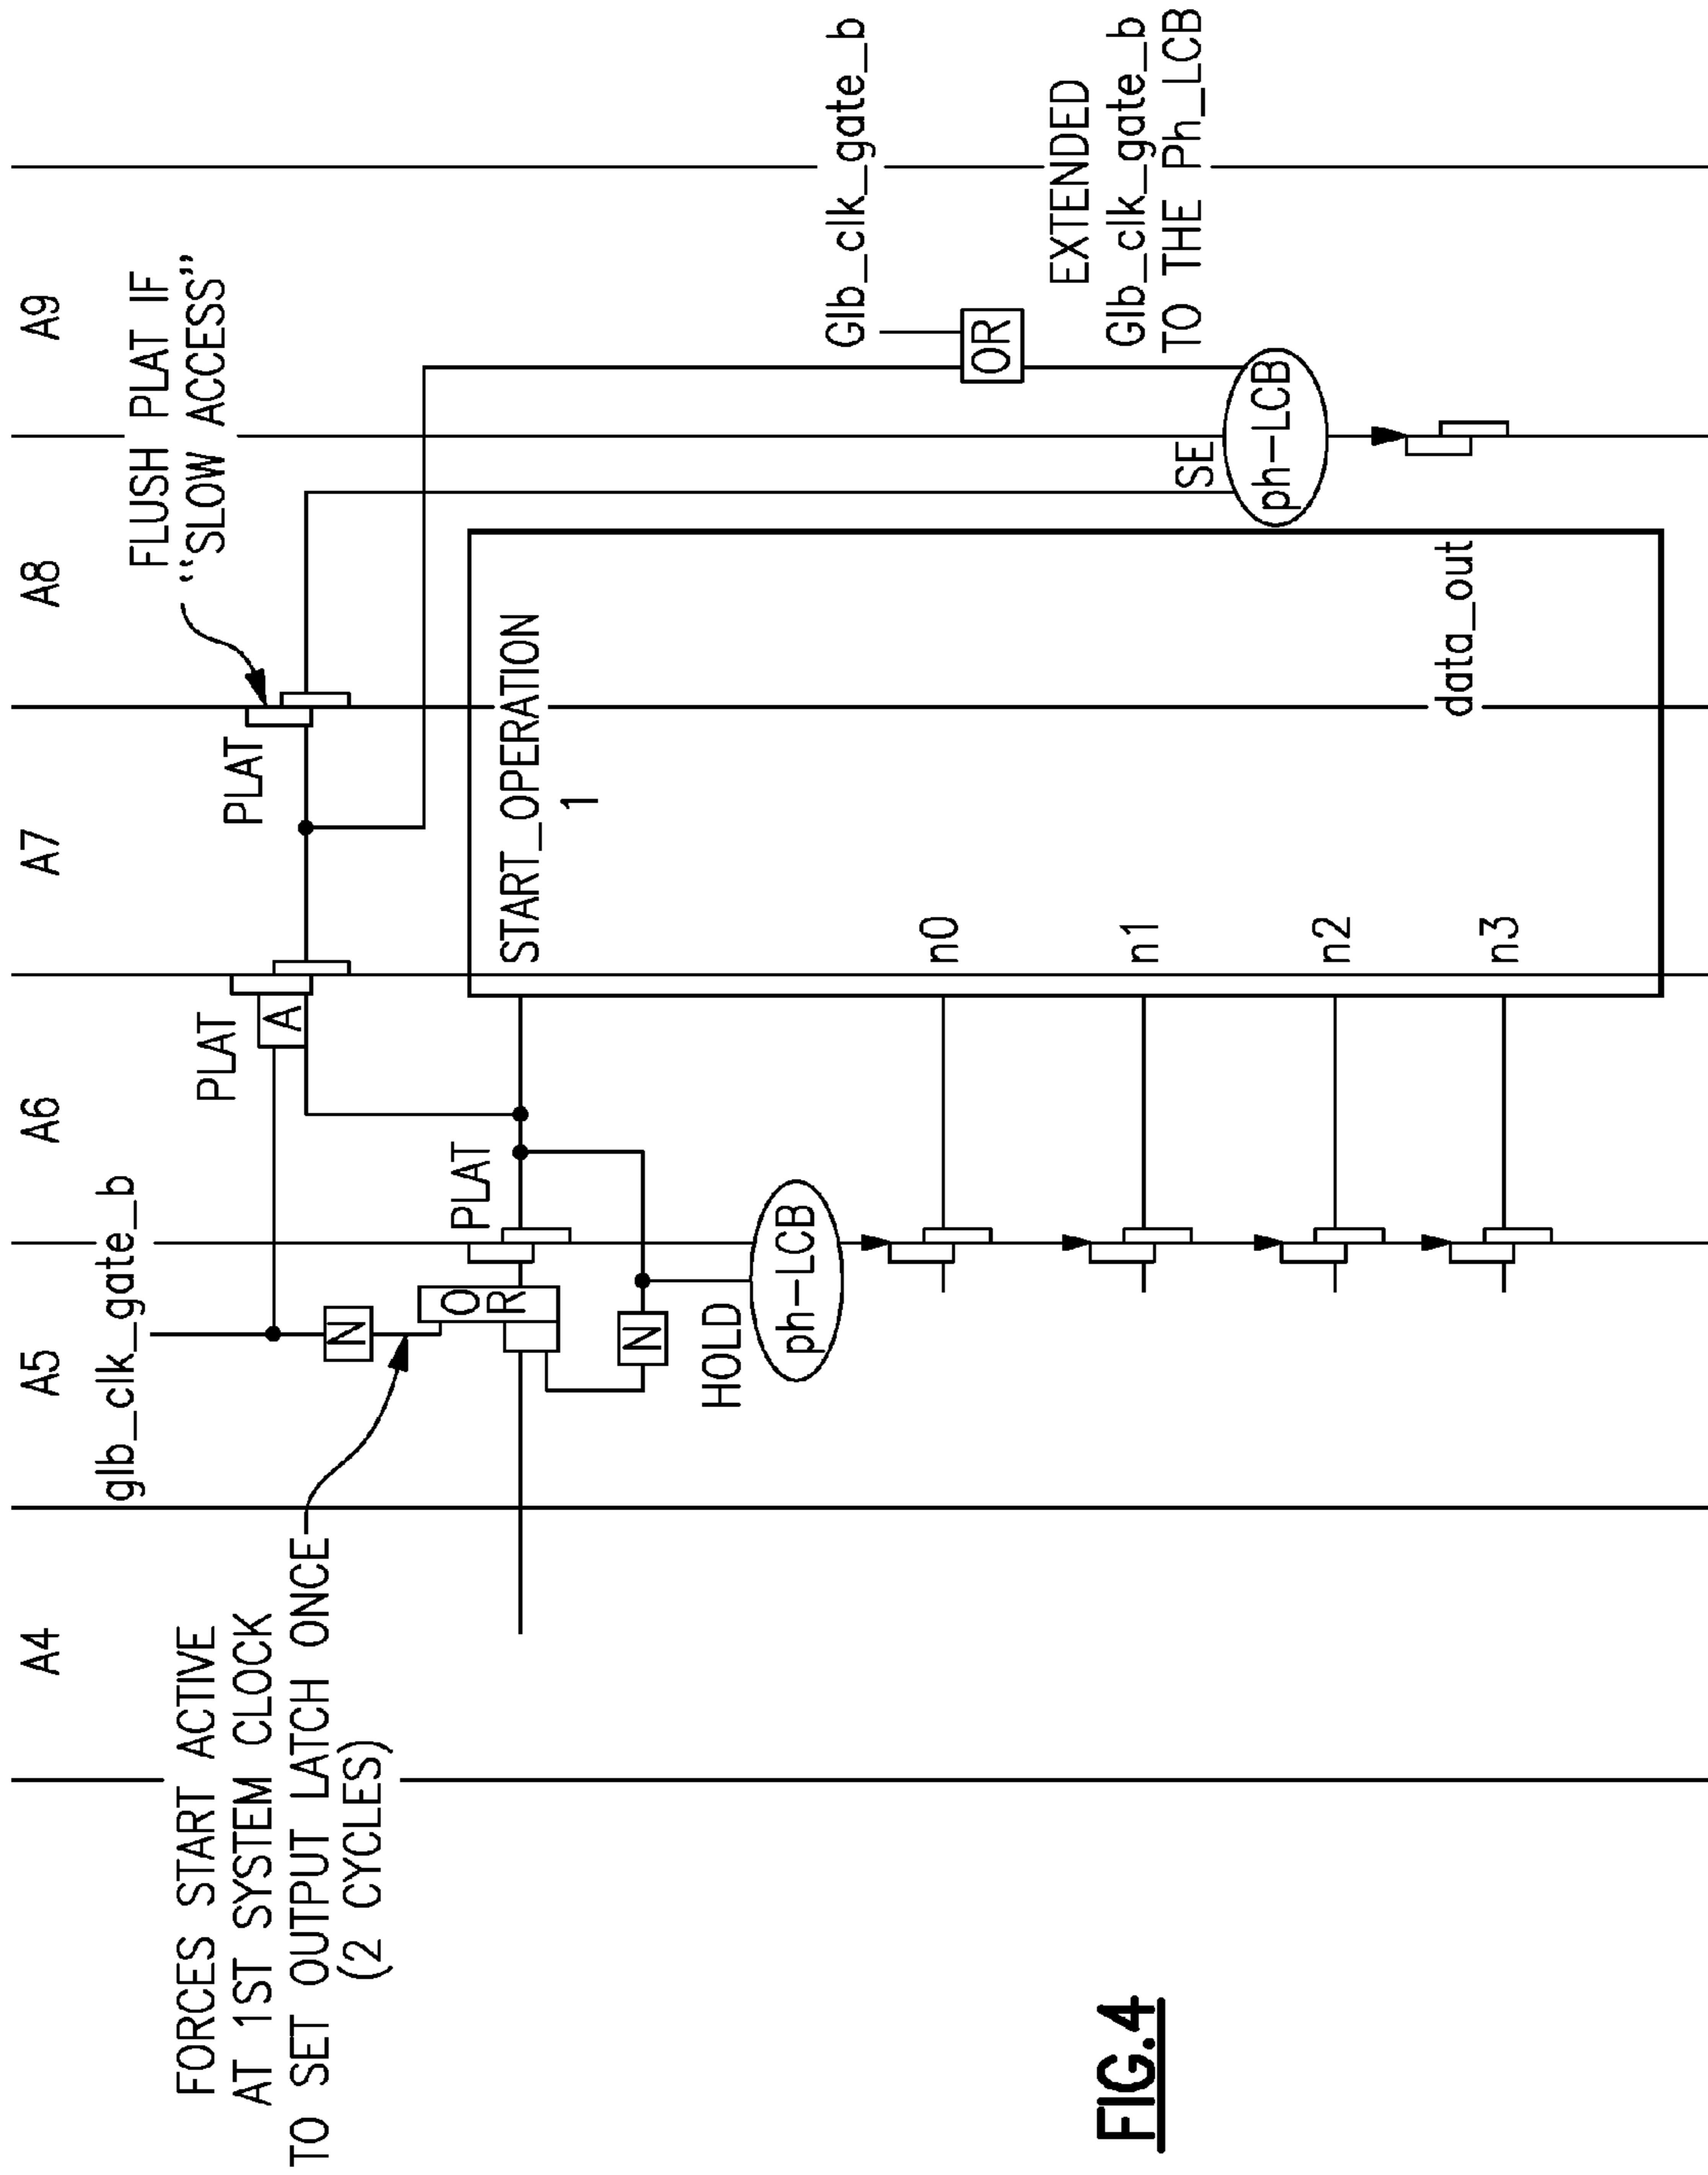 A4
A5
A6
A7
A8
A9
FORCES START ACTIVE
AT 1ST SYSTEM CLOCK
TO SET OUTPUT LATCH ONCE
(2 CYCLES)
glb_clk_gate_b
N
OR
N
HOLD
ph-LCB
PLAT
PLAT
A
PLAT
FLUSH PLAT IF
“SLOW ACCESS”
START_OPERATION
1
n0
n1
n2
n3
data_out
SE
ph-LCB
OR
Glb_clk_gate_b
EXTENDED
Glb_clk_gate_b
TO THE Ph_LCB
FIG.4